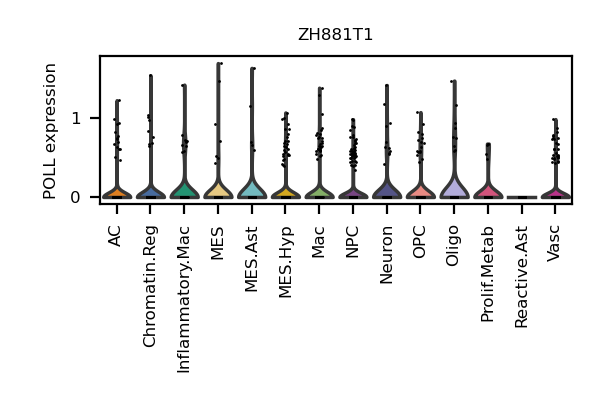 ZH881T1
POLL expression
1
0
AC
Chromatin.Reg
Inflammatory.Mac
MES
MES.Ast
MES.Hyp
Mac
NPC
Neuron
OPC
Oligo
Prolif.Metab
Reactive.Ast
Vasc